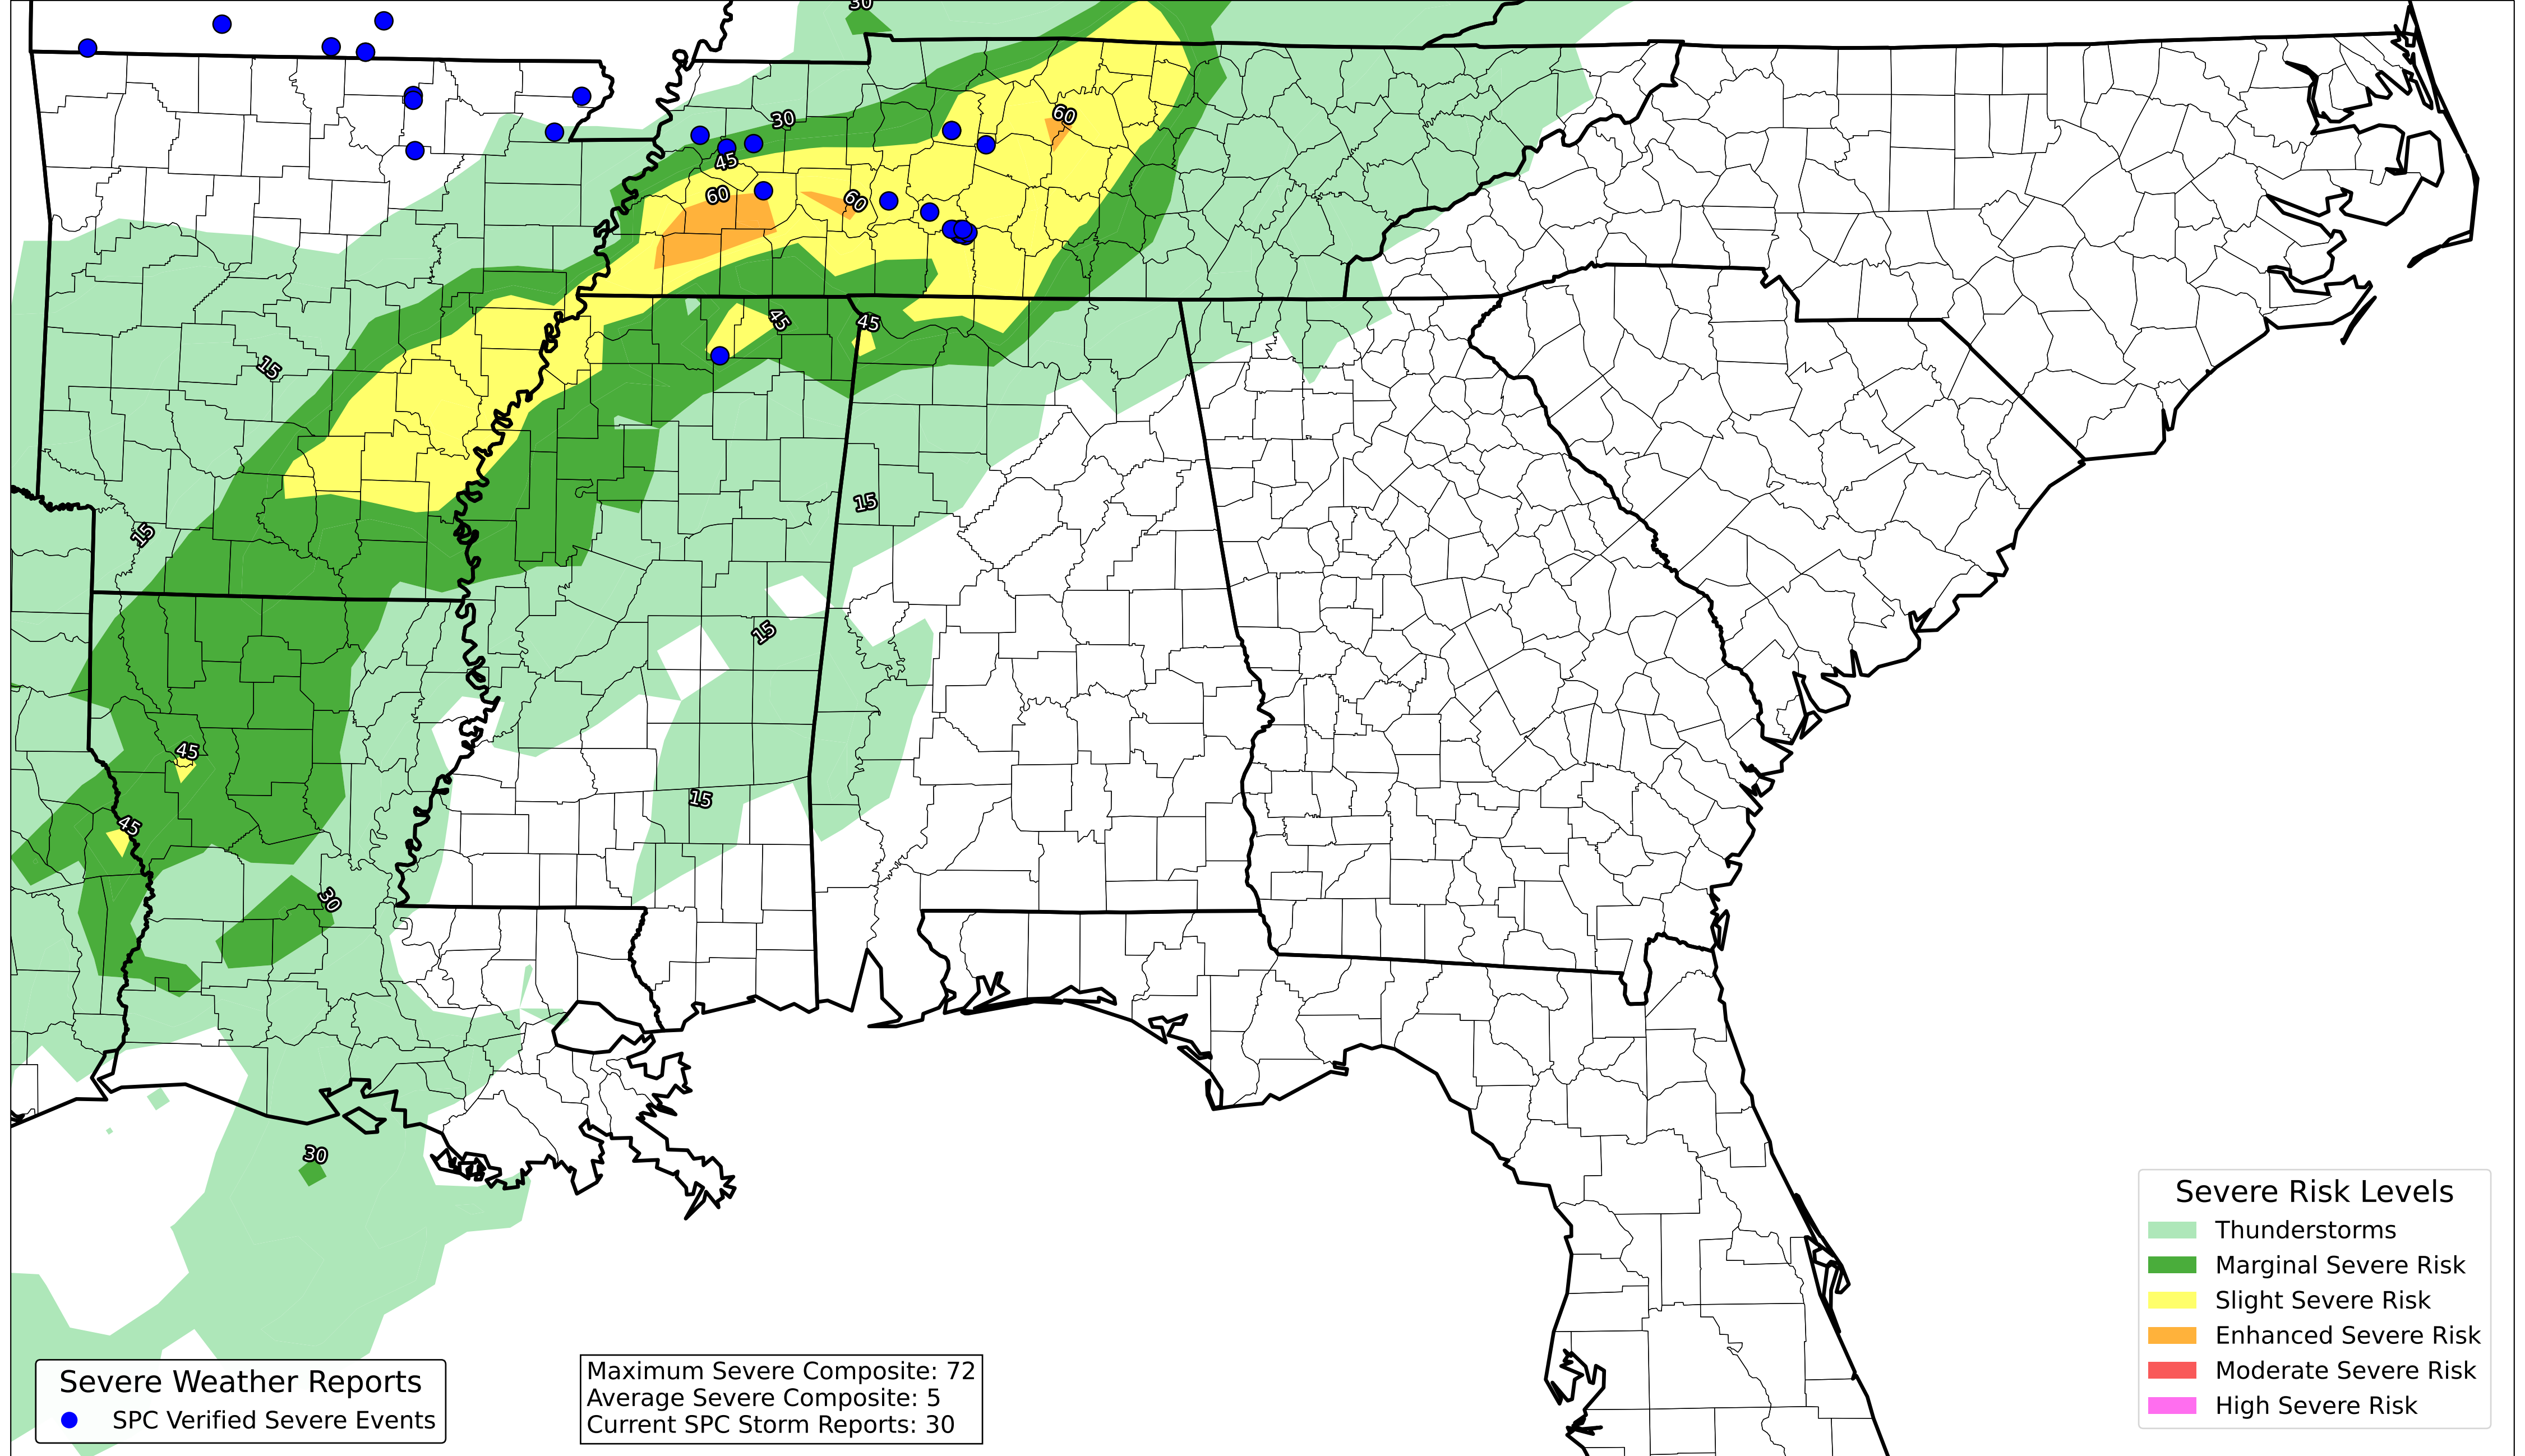 30
30
60
45
60
60
45
45
15
15
15
15
45
15
45
30
30
Severe Risk Levels
Thunderstorms
Marginal Severe Risk
Slight Severe Risk
Enhanced Severe Risk
Moderate Severe Risk
High Severe Risk
Severe Weather Reports
SPC Verified Severe Events
Maximum Severe Composite: 72
Average Severe Composite: 5
Current SPC Storm Reports: 30